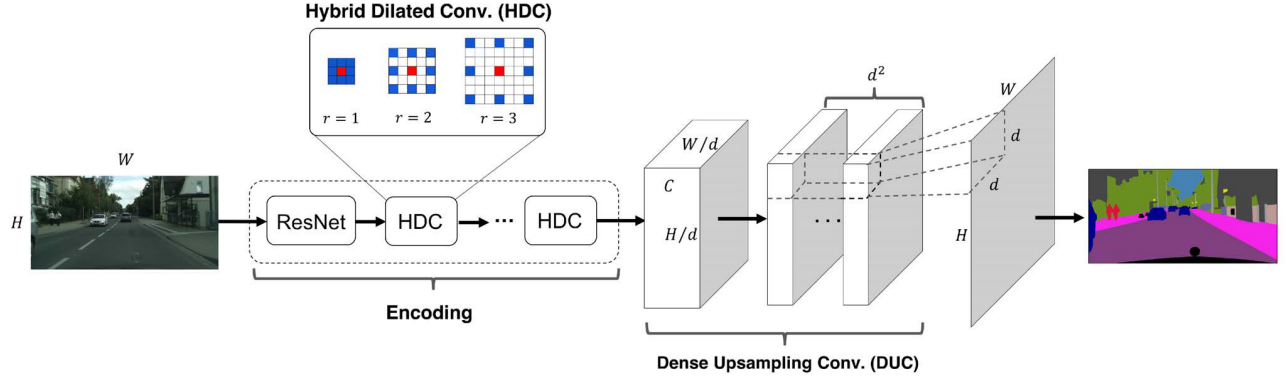 Hybrid Dilated Conv. (HDC)
r = 1
r = 2
r = 3
W
H
ResNet
HDC
...
HDC
Encoding
W/d
C
H/d
d²
...
W
d
d
H
Dense Upsampling Conv. (DUC)